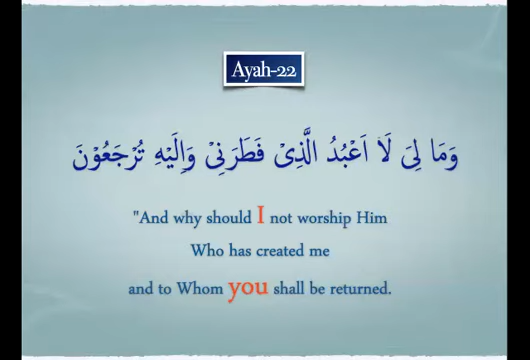 Ayah-22
وَمَا لِیَ لَا اَعْبُدُ الَّذِیْ فَطَرَنِیْ وَاِلَیْهِ تُرْجَعُوْنَ
"And why should I not worship Him
Who has created me
and to Whom you shall be returned.